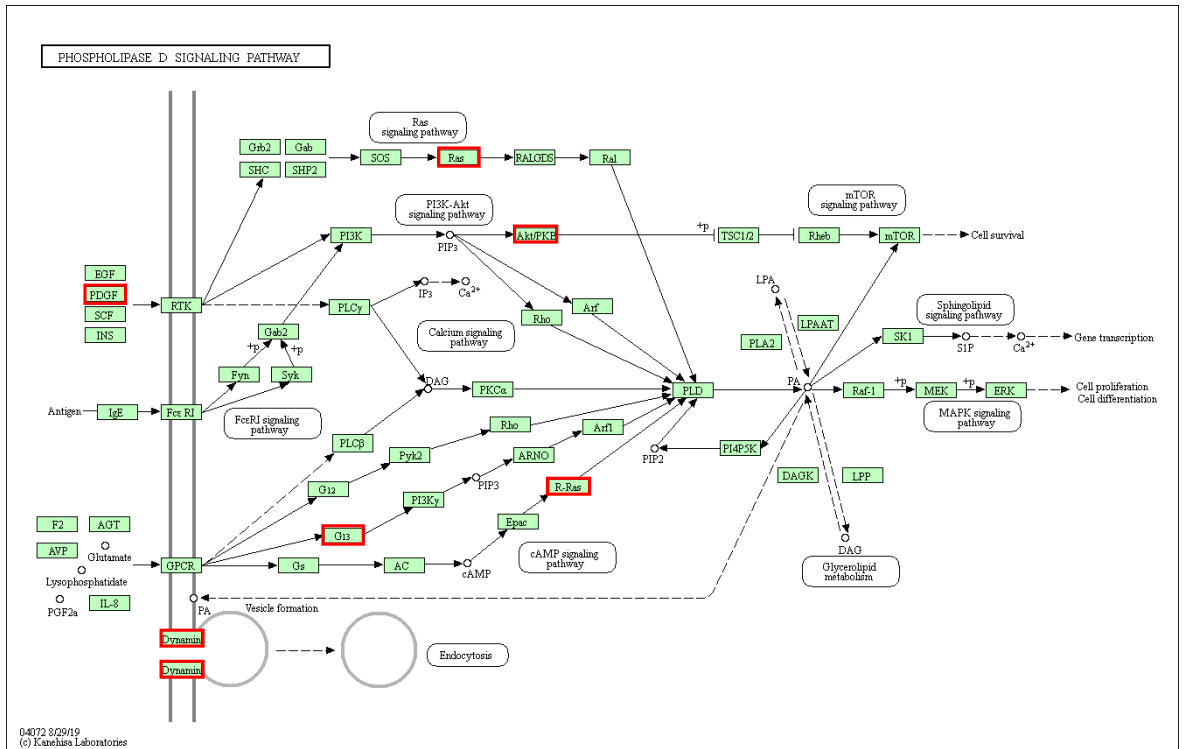 PHOSPHOLIPASE D SIGNALING PATHWAY
Ras
signaling pathway
Grb2
Gab
SHC
SHP2
SOS
Ras
RALGDS
Ral
PI3K-Akt
signaling pathway
mTOR
signaling pathway
PI3K
PIP3
Akt/PKB
+p
TSC1/2
Rheb
mTOR
Cell survival
EGF
PDGF
SCF
INS
RTK
PLCγ
IP3
Ca2+
Rho
Arf
LPA
LPAAT
PLA2
Sphingolipid
signaling pathway
SK1
S1P
Ca2+
Gene transcription
Gab2
+p
+p
Calcium signaling
pathway
Fyn
Syk
DAG
PKCα
PLD
PA
Raf-1
+p
MEK
+p
ERK
Cell proliferation
Cell differentiation
Antigen
IgE
Fcε RI
FcεRI signaling
pathway
MAPK signaling
pathway
PLCβ
Pyk2
Rho
Arf1
ARNO
PIP2
PI4P5K
DAGK
LPP
G12
PI3Kγ
PIP3
R-Ras
F2
AGT
Glutamate
AVP
Lysophosphatidate
PGF2a
IL-8
GPCR
G13
Gs
AC
cAMP
Epac
cAMP signaling
pathway
DAG
Glycerolipid
metabolism
PA
Vesicle formation
Dynamin
Dynamin
Endocytosis
04072 8/29/19
(c) Kanehisa Laboratories